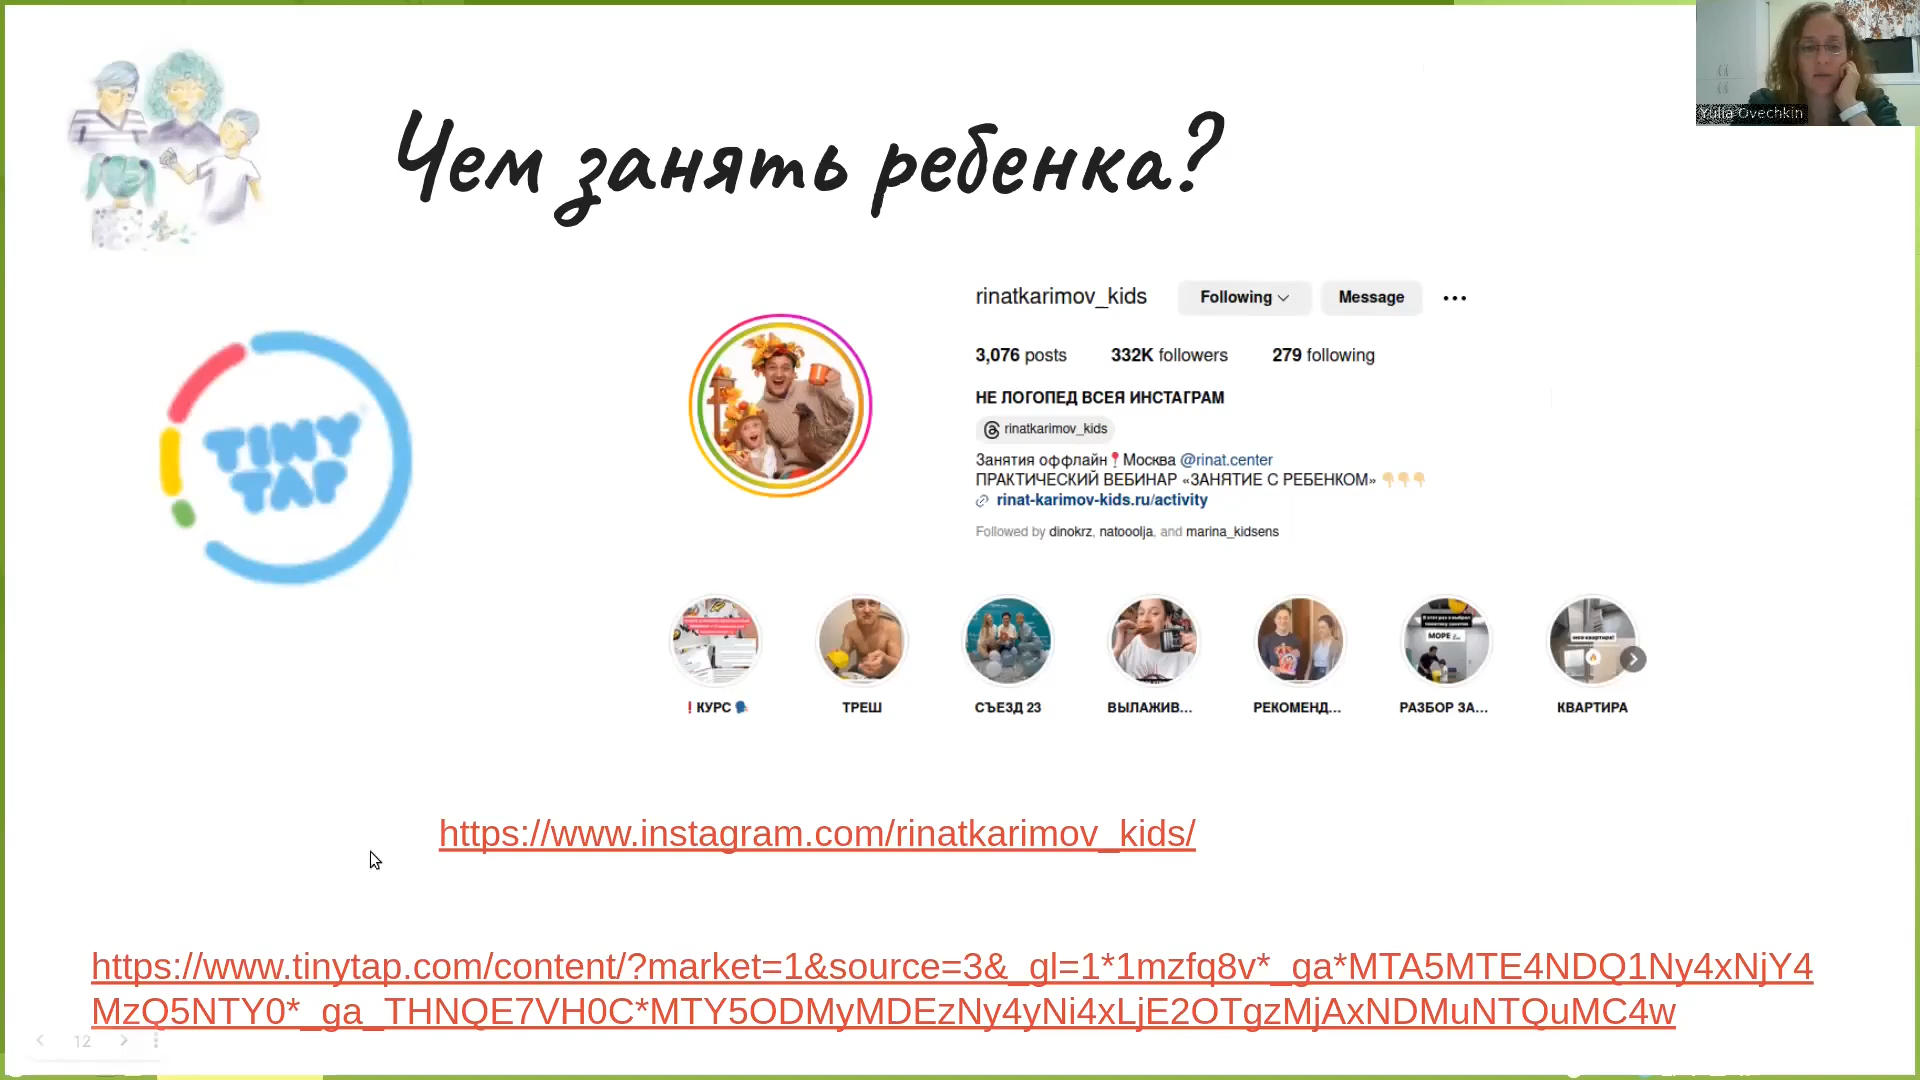 Yulia Ovechkin
Чем занять ребенка?
TINY
TAP
rinatkarimov_kids Following Message
3,076 posts 332K followers 279 following
НЕ ЛОГОПЕД ВСЕЯ ИНСТАГРАМ
rinatkarimov_kids
Занятия оффлайн📍Москва @rinat.center
ПРАКТИЧЕСКИЙ ВЕБИНАР «ЗАНЯТИЕ С РЕБЕНКОМ» 👇🏼👇🏼👇🏼
rinat-karimov-kids.ru/activity
Followed by dinokrz, natooolja, and marina_kidsens
МОРЕ
моя квартира!
❗КУРС🗣 ТРЕШ СЪЕЗД 23 ВЫЛАЖИВ... РЕКОМЕНД... РАЗБОР ЗА... КВАРТИРА
https://www.instagram.com/rinatkarimov_kids/
https://www.tinytap.com/content/?market=1&source=3&_gl=1*1mzfq8v*_ga*MTA5MTE4NDQ1Ny4xNjY4
MzQ5NTY0*_ga_THNQE7VH0C*MTY5ODMyMDEzNy4yNi4xLjE2OTgzMjAxNDMuNTQuMC4w
12